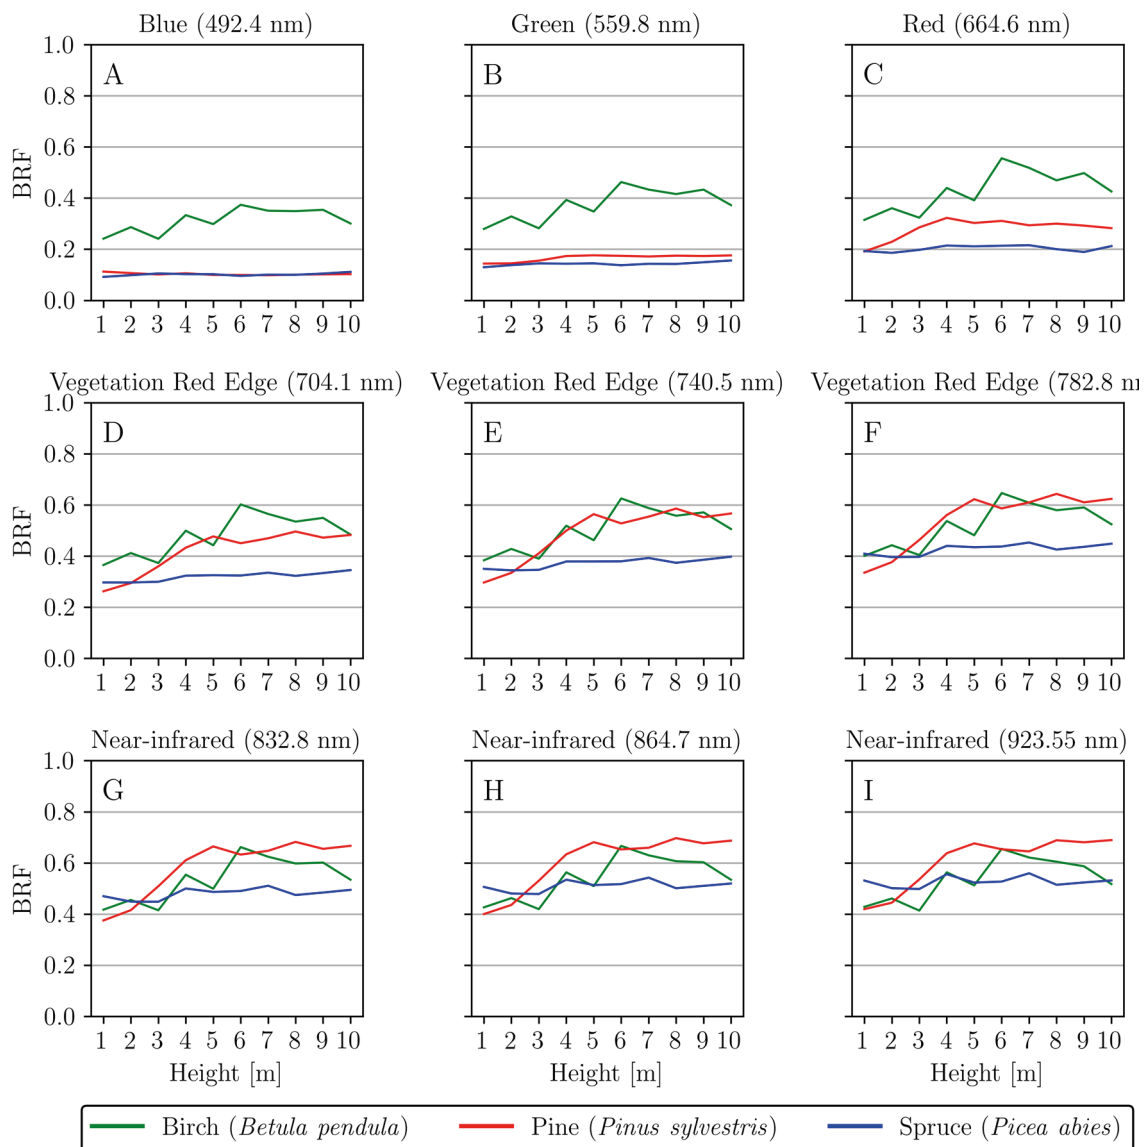 Blue (492.4 nm) Green (559.8 nm) Red (664.6 nm)
1.0
A B C
0.8
0.6
BRF
0.4
0.2
0.0
1 2 3 4 5 6 7 8 9 10 1 2 3 4 5 6 7 8 9 10 1 2 3 4 5 6 7 8 9 10
Vegetation Red Edge (704.1 nm) Vegetation Red Edge (740.5 nm) Vegetation Red Edge (782.8 n
1.0
D E F
0.8
0.6
BRF
0.4
0.2
0.0
1 2 3 4 5 6 7 8 9 10 1 2 3 4 5 6 7 8 9 10 1 2 3 4 5 6 7 8 9 10
Near-infrared (832.8 nm) Near-infrared (864.7 nm) Near-infrared (923.55 nm)
1.0
G H I
0.8
0.6
BRF
0.4
0.2
0.0
1 2 3 4 5 6 7 8 9 10 1 2 3 4 5 6 7 8 9 10 1 2 3 4 5 6 7 8 9 10
Height [m] Height [m] Height [m]
Birch (Betula pendula) Pine (Pinus sylvestris) Spruce (Picea abies)